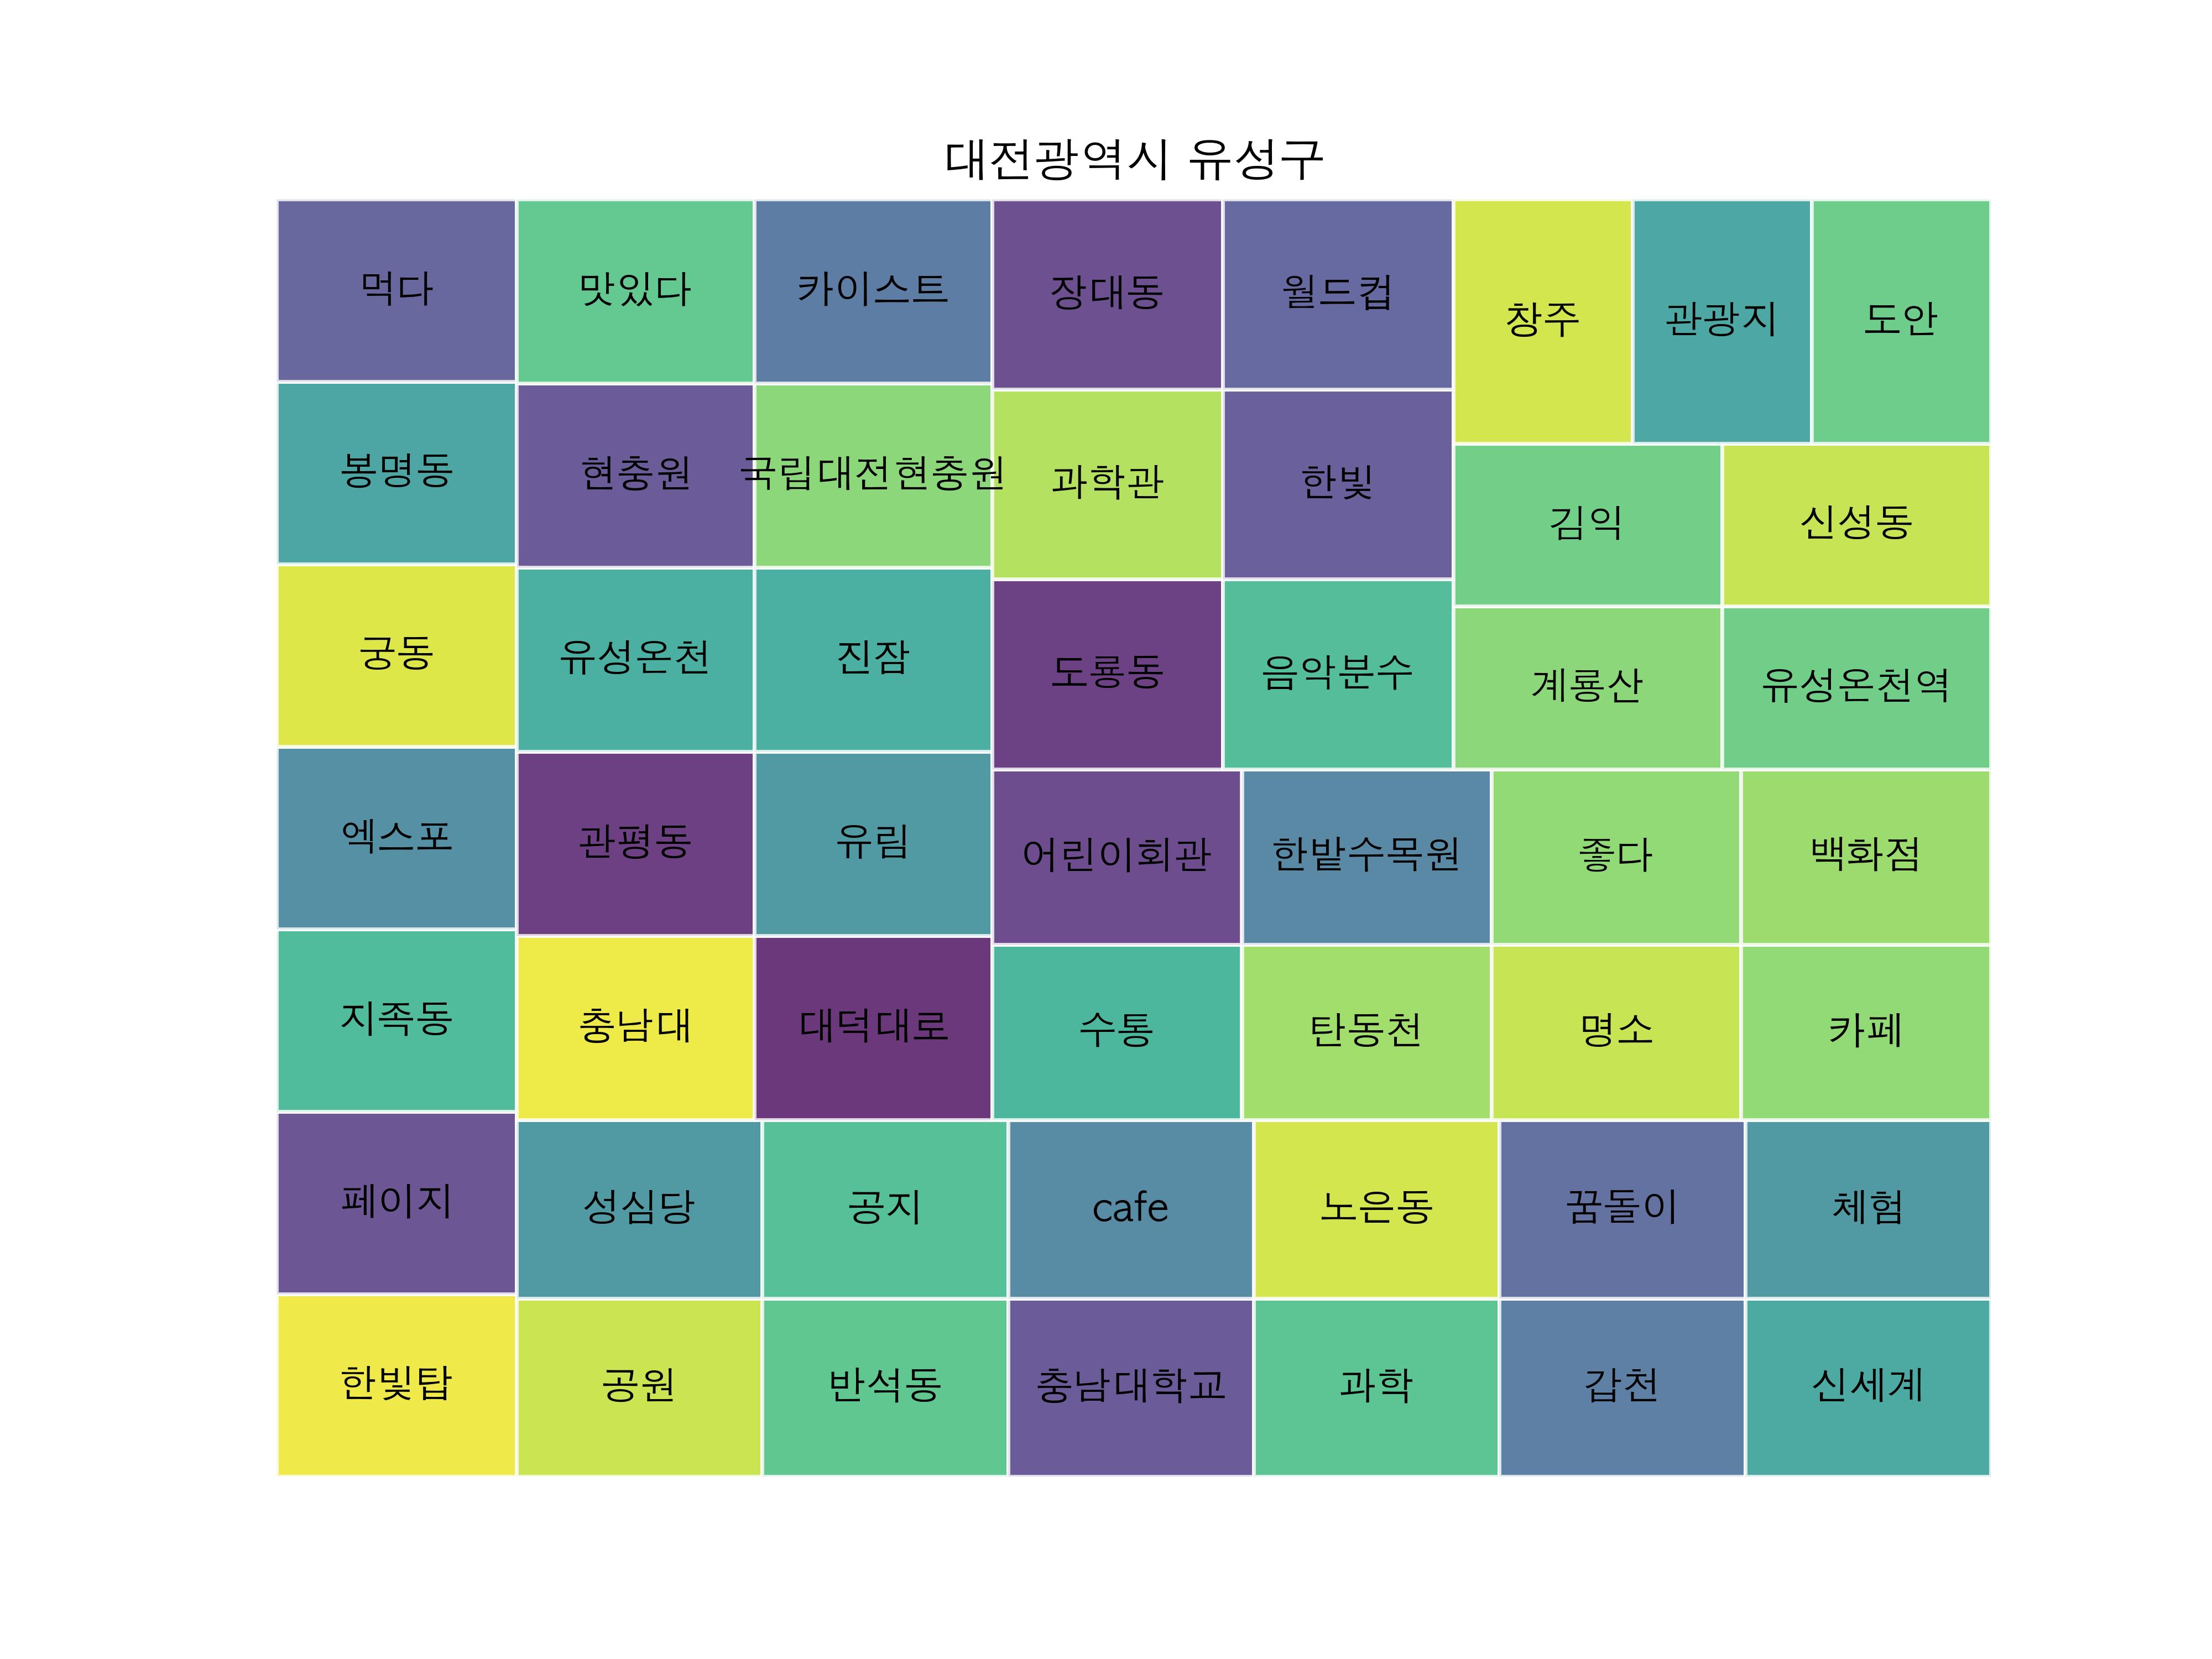 대전광역시 유성구
먹다
맛있다
카이스트
장대동
월드컵
창주
관광지
도안
봉명동
현충원
국립대전현충원
과학관
한빛
김익
신성동
궁동
유성온천
진잠
도룡동
음악분수
계룡산
유성온천역
엑스포
관평동
유림
어린이회관
한밭수목원
좋다
백화점
지족동
충남대
대덕대로
수통
탄동천
명소
카페
페이지
성심당
공지
cafe
노은동
꿈돌이
체험
한빛탑
공원
반석동
충남대학교
과학
갑천
신세계